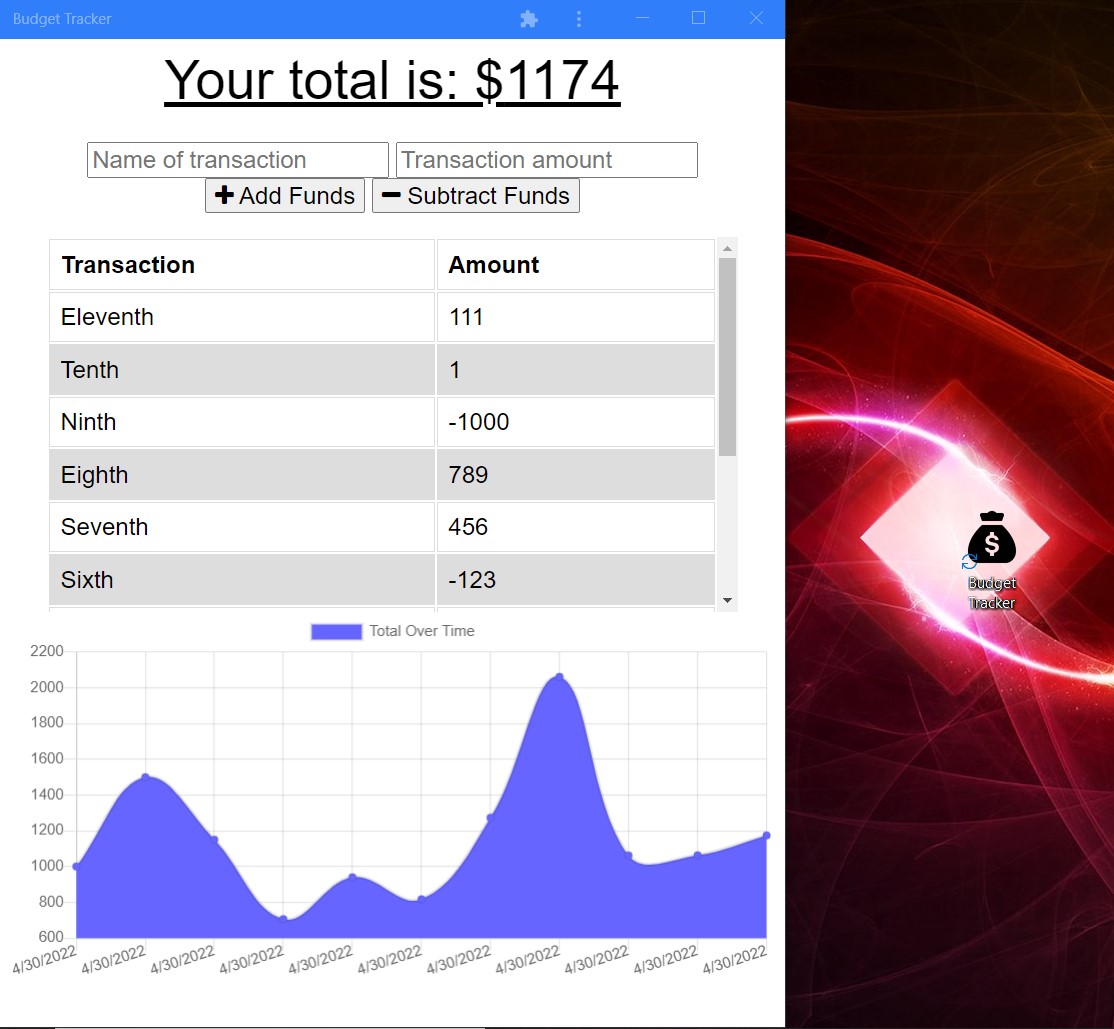 Budget Tracker
Your total is: $1174
Name of transaction Transaction amount
Add Funds Subtract Funds
Transaction Amount
Eleventh 111
Tenth 1
Ninth -1000
Eighth 789
Seventh 456
Sixth -123
Total Over Time
2200
2000
1800
1600
1400
1200
1000
800
600
4/30/2022 4/30/2022 4/30/2022 4/30/2022 4/30/2022 4/30/2022 4/30/2022 4/30/2022 4/30/2022 4/30/2022 4/30/2022
$
Budget
Tracker